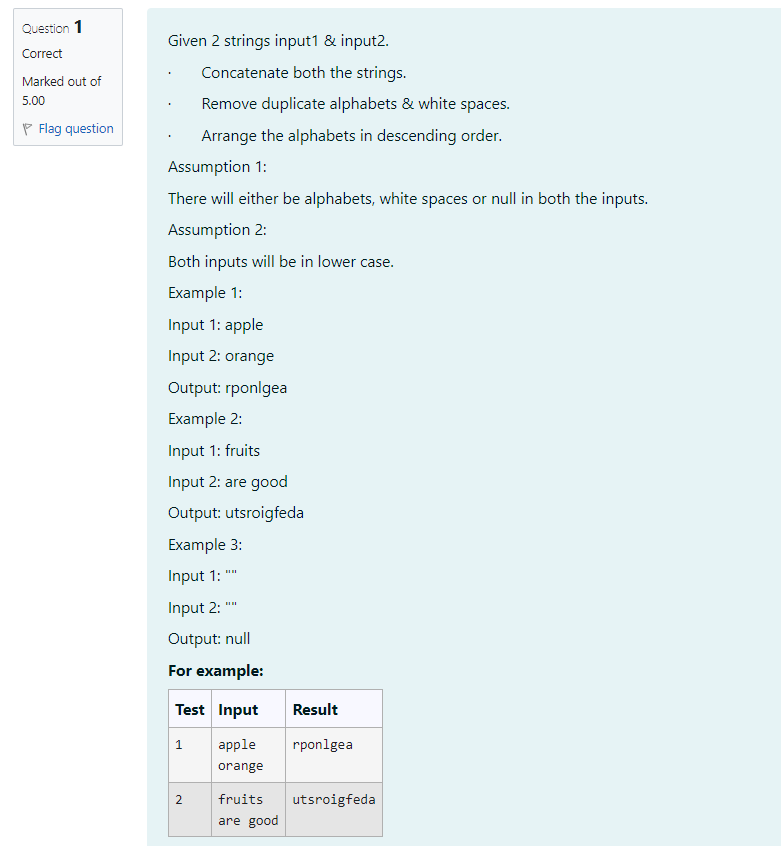 Question 1
Correct
Marked out of
5.00
Flag question
Given 2 strings input1 & input2.
· Concatenate both the strings.
· Remove duplicate alphabets & white spaces.
· Arrange the alphabets in descending order.
Assumption 1:
There will either be alphabets, white spaces or null in both the inputs.
Assumption 2:
Both inputs will be in lower case.
Example 1:
Input 1: apple
Input 2: orange
Output: rponlgea
Example 2:
Input 1: fruits
Input 2: are good
Output: utsroigfeda
Example 3:
Input 1: ""
Input 2: ""
Output: null
For example:
Test Input Result
1 apple rponlgea
orange
2 fruits utsroigfeda
are good